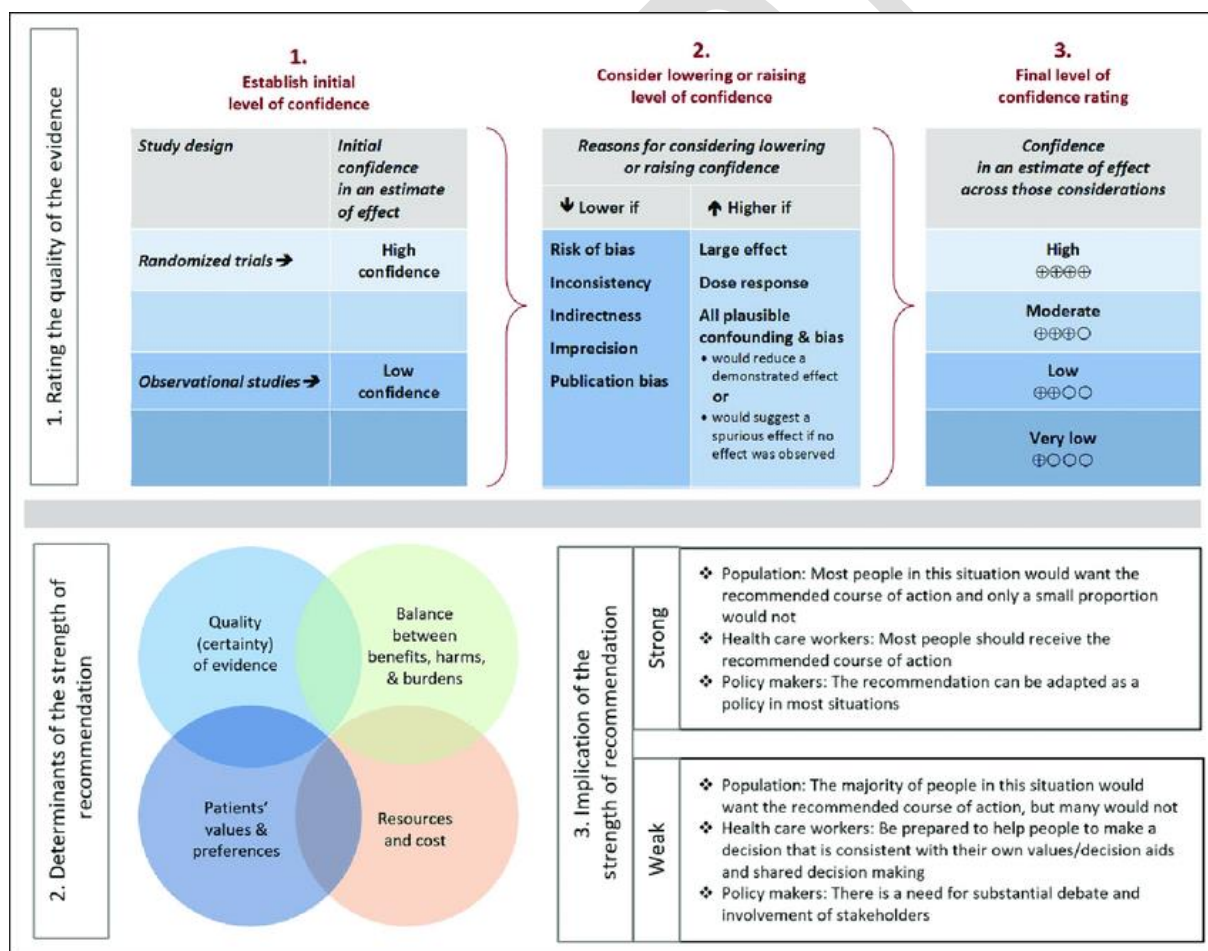 1. Rating the quality of the evidence
1.
Establish initial
level of confidence
Study design
Initial
confidence
in an estimate
of effect
Randomized trials ➔
High
confidence
Observational studies ➔
Low
confidence
2.
Consider lowering or raising
level of confidence
Reasons for considering lowering
or raising confidence
🡇 Lower if
🡅 Higher if
Risk of bias
Inconsistency
Indirectness
Imprecision
Publication bias
Large effect
Dose response
All plausible
confounding & bias
• would reduce a
demonstrated effect
or
• would suggest a
spurious effect if no
effect was observed
3.
Final level of
confidence rating
Confidence
in an estimate of effect
across those considerations
High
⊕⊕⊕⊕
Moderate
⊕⊕⊕○
Low
⊕⊕○○
Very low
⊕○○○
2. Determinants of the strength of
recommendation
Quality
(certainty)
of evidence
Balance
between
benefits, harms,
& burdens
Patients'
values &
preferences
Resources
and cost
3. Implication of the
strength of recommendation
Strong
❖ Population: Most people in this situation would want the
recommended course of action and only a small proportion
would not
❖ Health care workers: Most people should receive the
recommended course of action
❖ Policy makers: The recommendation can be adapted as a
policy in most situations
Weak
❖ Population: The majority of people in this situation would
want the recommended course of action, but many would not
❖ Health care workers: Be prepared to help people to make a
decision that is consistent with their own values/decision aids
and shared decision making
❖ Policy makers: There is a need for substantial debate and
involvement of stakeholders